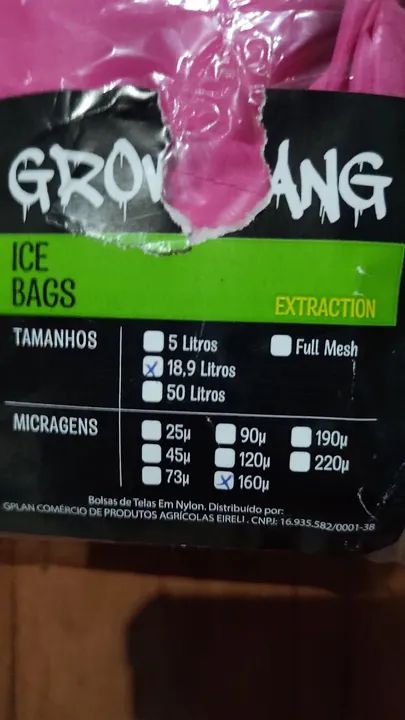 ICE
BAGS
EXTRACTION
TAMANHOS
5 Litros
Full Mesh
18,9 Litros
50 Litros
MICRAGENS
25µ 90µ 190µ
45µ 120µ 220µ
73µ 160µ
Bolsas de Telas Em Nylon. Distribuído por:
GPLAN COMÉRCIO DE PRODUTOS AGRÍCOLAS EIRELI. CNPJ: 16.935.582/0001-38